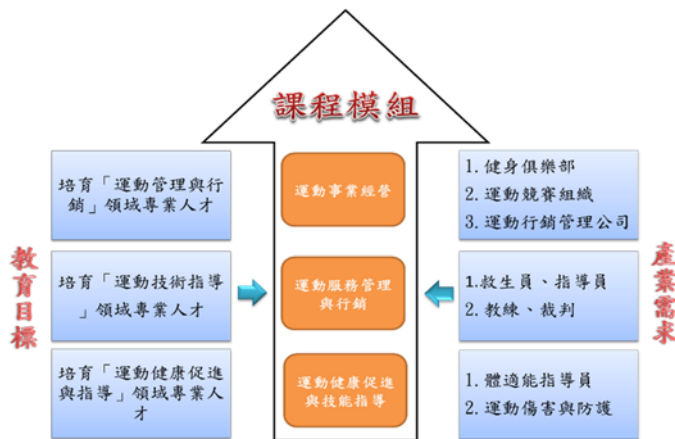 課程模組
教育目標
培育「運動管理與行
銷」領域專業人才
培育「運動技術指導
」領域專業人才
培育「運動健康促進
與指導」領域專業人
才
運動事業經營
運動服務管理
與行銷
運動健康促進
與技能指導
1. 健身俱樂部
2. 運動競賽組織
3. 運動行銷管理公司
1.救生員、指導員
2. 教練、裁判
1. 體適能指導員
2. 運動傷害與防護
產業需求